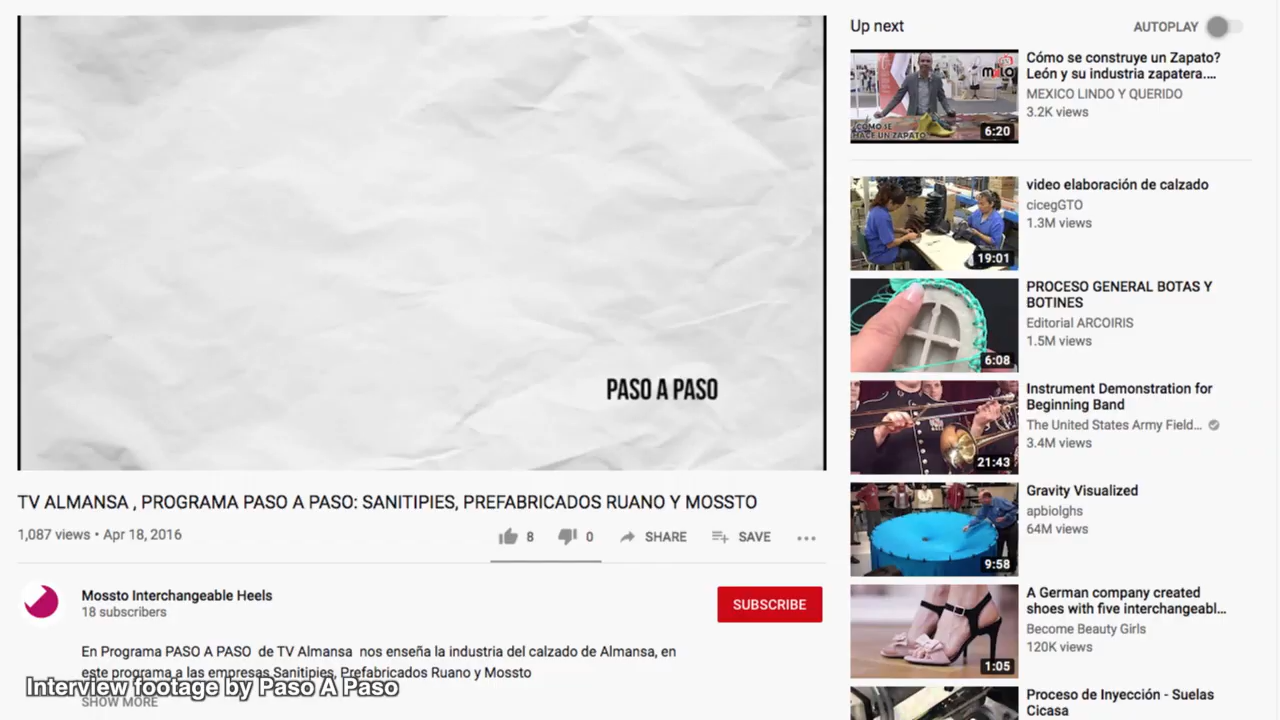 PASO A PASO
TV ALMANSA , PROGRAMA PASO A PASO: SANITIPIES, PREFABRICADOS RUANO Y MOSSTO
1,087 views • Apr 18, 2016
8
0
SHARE
SAVE
Mossto Interchangeable Heels
18 subscribers
SUBSCRIBE
En Programa PASO A PASO de TV Almansa nos enseña la industria del calzado de Almansa, en
este programa a las empresas Sanitipies, Prefabricados Ruano y Mossto
SHOW MORE
Interview footage by Paso A Paso
Up next
AUTOPLAY
milo
¿CÓMO SE
HACE UN ZAPATO
6:20
Cómo se construye un Zapato?
León y su industria zapatera....
MEXICO LINDO Y QUERIDO
3.2K views
19:01
video elaboración de calzado
cicegGTO
1.3M views
6:08
PROCESO GENERAL BOTAS Y
BOTINES
Editorial ARCOIRIS
1.5M views
21:43
Instrument Demonstration for
Beginning Band
The United States Army Field...
3.4M views
9:58
Gravity Visualized
apbiolghs
64M views
1:05
A German company created
shoes with five interchangeabl...
Become Beauty Girls
120K views
Proceso de Inyección - Suelas
Cicasa